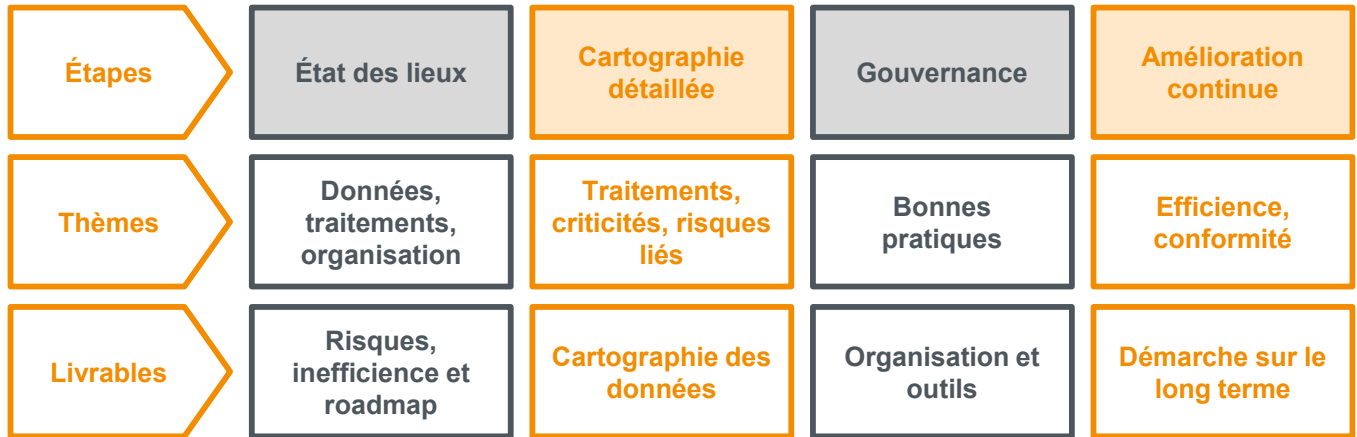 Étapes
État des lieux
Cartographie
détaillée
Gouvernance
Amélioration
continue
Thèmes
Données,
traitements,
organisation
Traitements,
criticités, risques
liés
Bonnes
pratiques
Efficience,
conformité
Livrables
Risques,
inefficience et
roadmap
Cartographie des
données
Organisation et
outils
Démarche sur le
long terme